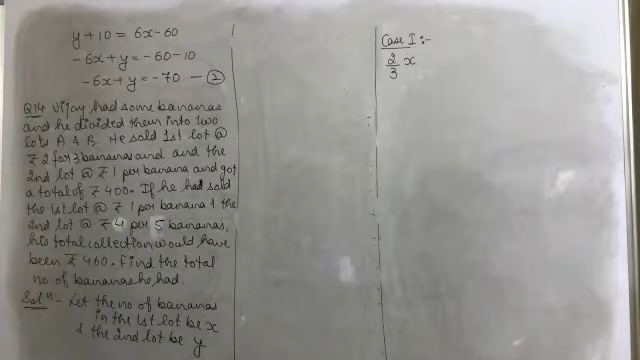 y + 10 = 6x - 60
- 6x + y = - 60 - 10
- 6x + y = - 70 — ②
Q14 Vijay had some bananas
and he divided them into two
lots A & B. He sold 1st lot @
₹ 2 for 3 bananas and and the
2nd lot @ ₹ 1 per banana and got
a total of ₹ 400. If he had sold
the 1st lot @ ₹ 1 per banana & the
2nd lot @ ₹ 4 per 5 bananas,
his total collection would have
been ₹ 460. Find the total
no of bananas he had.
Solⁿ- Let the no of bananas
in the 1st lot be x
& the 2nd lot be y
Case I :-
2/3 x